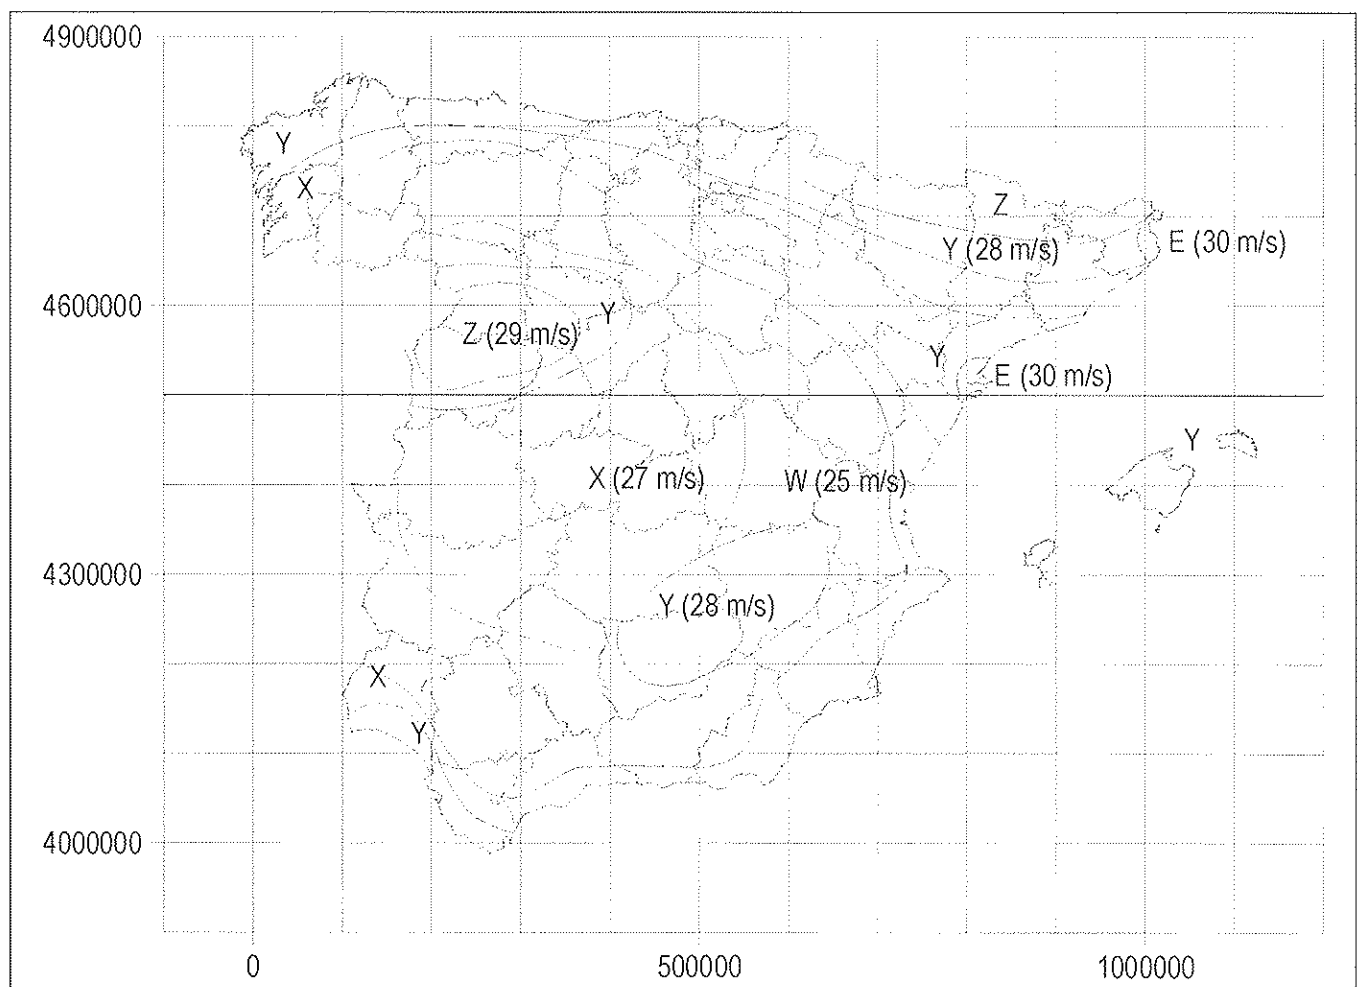 4900000
Y
X
Z
Y (28 m/s)
E (30 m/s)
4600000
Y
Z (29 m/s)
Y
E (30 m/s)
Y
X (27 m/s)
W (25 m/s)
4300000
Y (28 m/s)
X
Y
4000000
0
500000
1000000